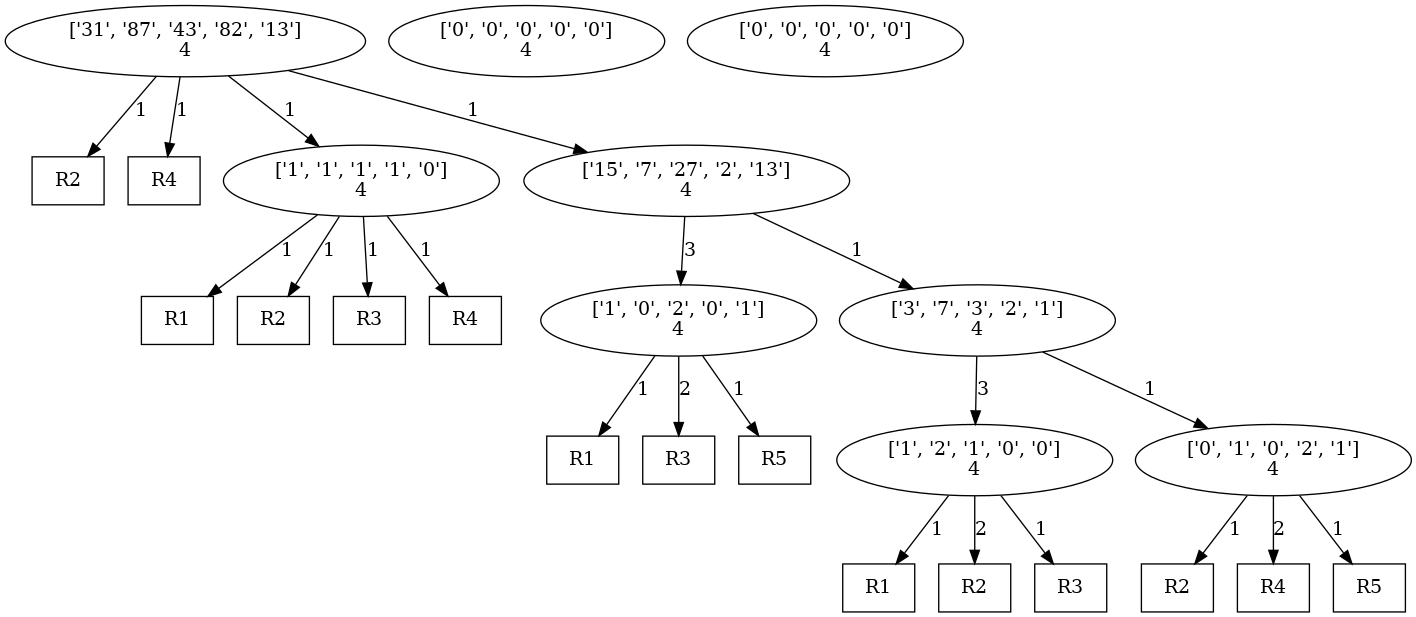 ['31', '87', '43', '82', '13']
4
['0', '0', '0', '0', '0']
4
['0', '0', '0', '0', '0']
4
1
1
1
1
R2
R4
['1', '1', '1', '1', '0']
4
['15', '7', '27', '2', '13']
4
1
1
1
1
3
1
R1
R2
R3
R4
['1', '0', '2', '0', '1']
4
['3', '7', '3', '2', '1']
4
1
2
1
3
1
R1
R3
R5
['1', '2', '1', '0', '0']
4
['0', '1', '0', '2', '1']
4
1
2
1
1
2
1
R1
R2
R3
R2
R4
R5